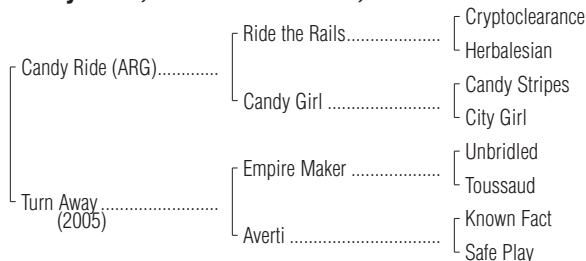 Cryptoclearance
Ride the Rails
Herbalesian
Candy Ride (ARG)
Candy Stripes
Candy Girl
City Girl
Unbridled
Empire Maker
Toussaud
Turn Away
(2005)
Known Fact
Averti
Safe Play